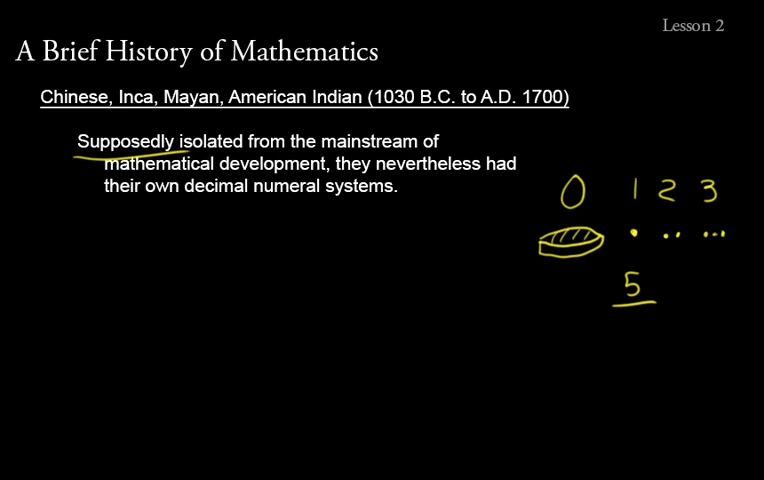 Lesson 2
A Brief History of Mathematics
Chinese, Inca, Mayan, American Indian (1030 B.C. to A.D. 1700)
Supposedly isolated from the mainstream of
mathematical development, they nevertheless had
their own decimal numeral systems.
0 1 2 3
5